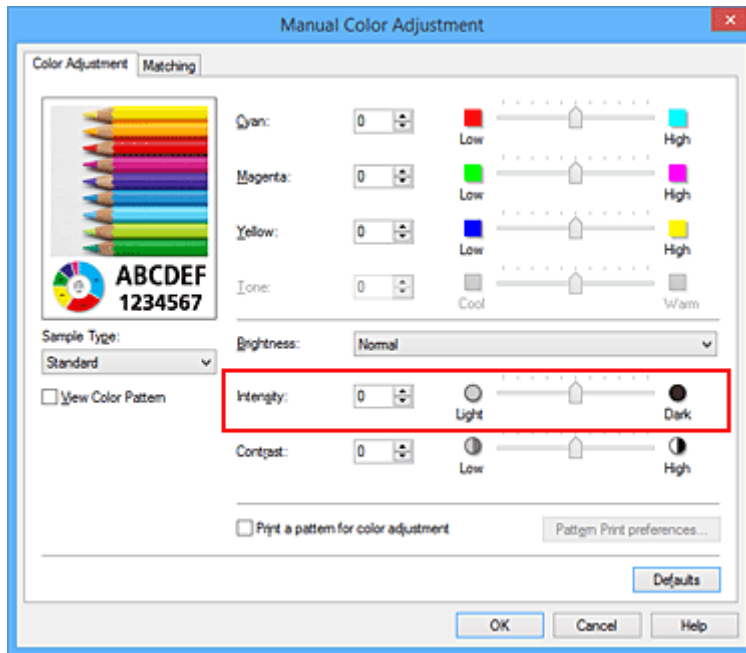 Manual Color Adjustment
Color Adjustment Matching
Cyan: 0 Low High
Magenta: 0 Low High
Yellow: 0 Low High
Tone: 0 Cool Warm
ABCDEF
1234567
Sample Type:
Standard
View Color Pattern
Brightness: Normal
Intensity: 0 Light Dark
Contrast: 0 Low High
Print a pattern for color adjustment Pattern Print preferences...
Defaults
OK Cancel Help